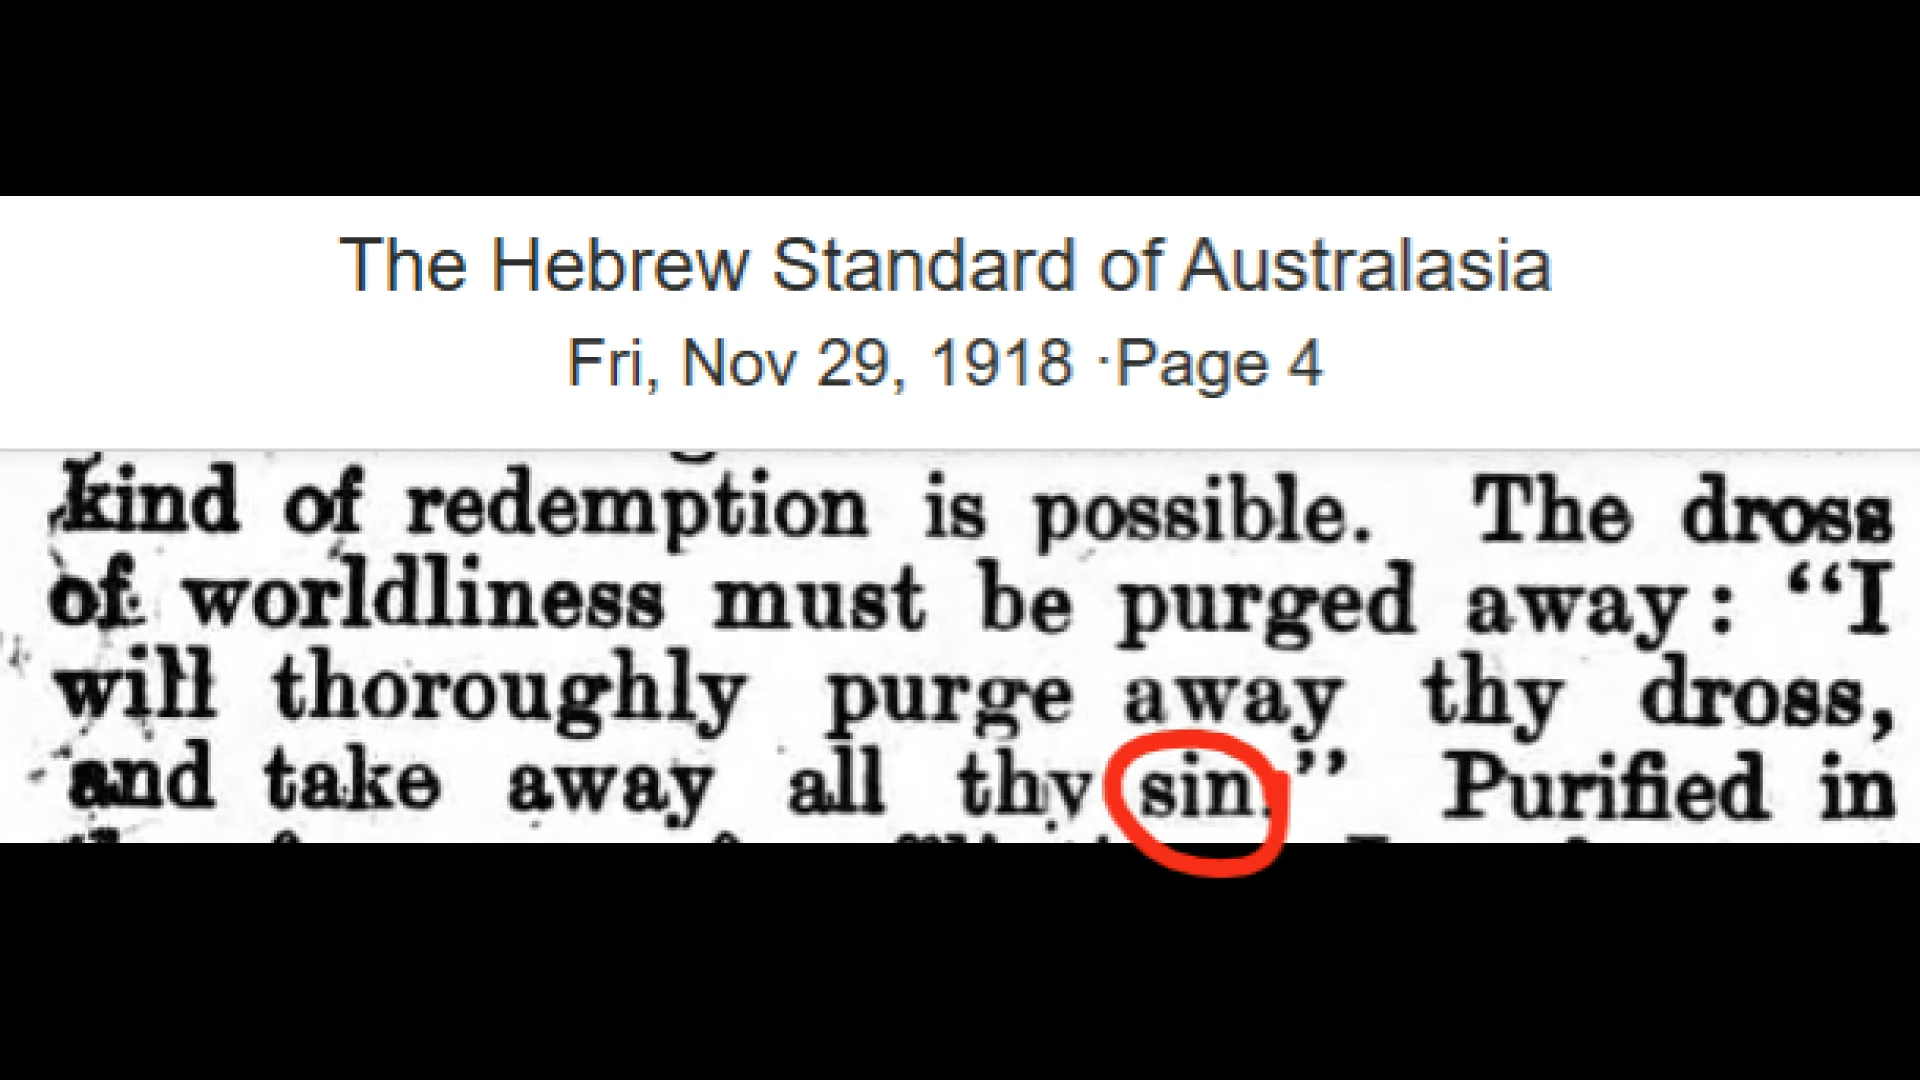 The Hebrew Standard of Australasia
Fri, Nov 29, 1918 ·Page 4
kind of redemption is possible. The dross
of worldliness must be purged away: “I
will thoroughly purge away thy dross,
and take away all thy sin.” Purified in